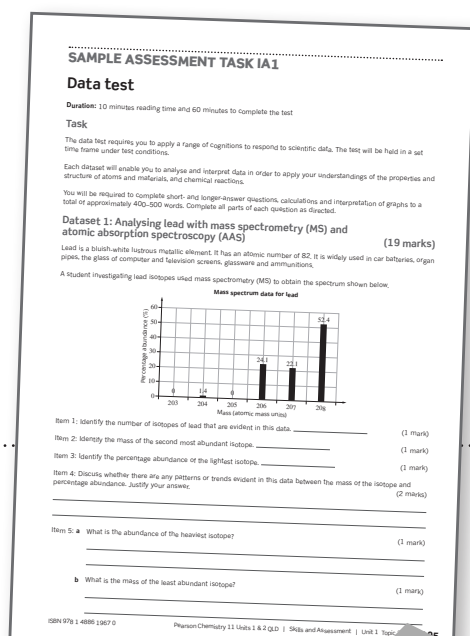 SAMPLE ASSESSMENT TASK IA1
Data test
Duration: 10 minutes reading time and 60 minutes to complete the test
Task
The data test requires you to apply a range of cognitions to respond to scientific data. The test will be held in a set
time frame under test conditions.
Each dataset will enable you to analyse and interpret data in order to apply your understandings of the properties and
structure of atoms and materials, and chemical reactions.
You will be required to complete short- and longer-answer questions, calculations and interpretation of graphs to a
total of approximately 400–500 words. Complete all parts of each question as directed.
Dataset 1: Analysing lead with mass spectrometry (MS) and
atomic absorption spectroscopy (AAS) (19 marks)
Lead is a bluish-white lustrous metallic element. It has an atomic number of 82. It is widely used in car batteries, organ
pipes, the glass of computer and television screens, glassware and ammunitions.
A student investigating lead isotopes used mass spectrometry (MS) to obtain the spectrum shown below.
Mass spectrum data for lead
Percentage abundance (%)
60
50
40
30
20
10
0
0 1.4 0 24.1 22.1 52.4
203 204 205 206 207 208
Mass (atomic mass units)
Item 1: Identify the number of isotopes of lead that are evident in this data. (1 mark)
Item 2: Identify the mass of the second most abundant isotope. (1 mark)
Item 3: Identify the percentage abundance of the lightest isotope. (1 mark)
Item 4: Discuss whether there are any patterns or trends evident in this data between the mass of the isotope and
percentage abundance. Justify your answer. (2 marks)
Item 5: a What is the abundance of the heaviest isotope? (1 mark)
b What is the mass of the least abundant isotope? (1 mark)
ISBN 978 1 4886 1967 0 Pearson Chemistry 11 Units 1 & 2 QLD | Skills and Assessment | Unit 1 Topic